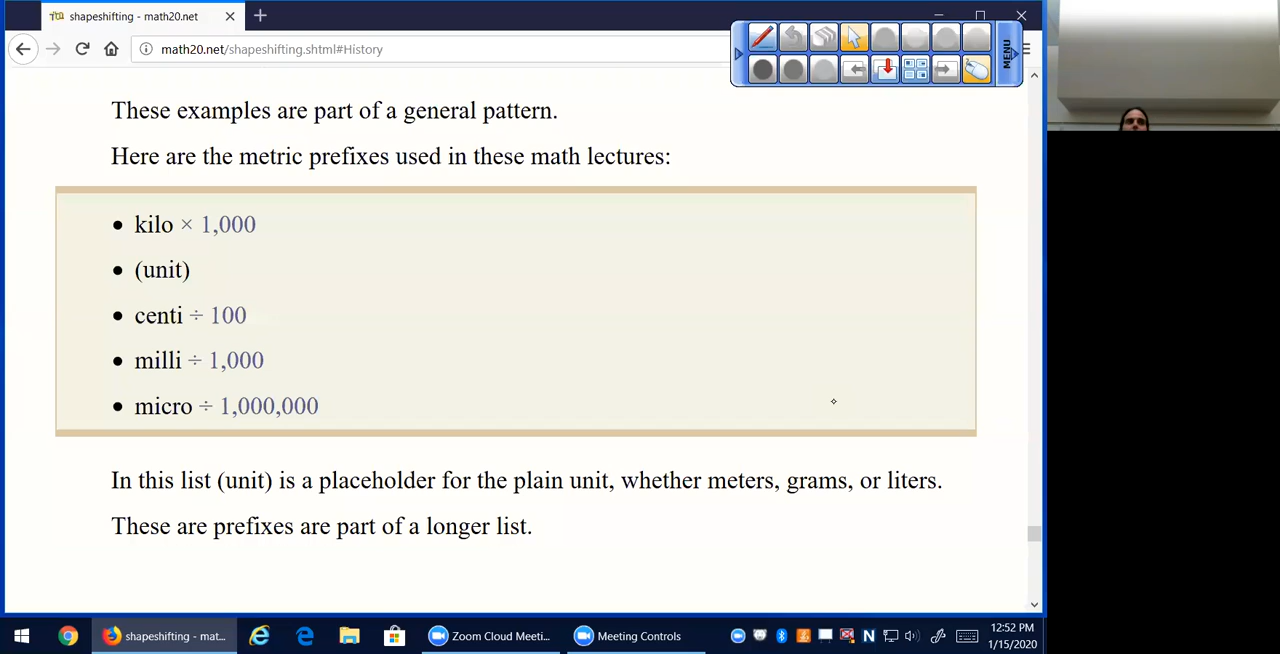 shapeshifting - math20.net
math20.net/shapeshifting.shtml#History
MENU
These examples are part of a general pattern.
Here are the metric prefixes used in these math lectures:
• kilo × 1,000
• (unit)
• centi ÷ 100
• milli ÷ 1,000
• micro ÷ 1,000,000
In this list (unit) is a placeholder for the plain unit, whether meters, grams, or liters.
These are prefixes are part of a longer list.
shapeshifting - mat...
Zoom Cloud Meeti...
Meeting Controls
12:52 PM
1/15/2020